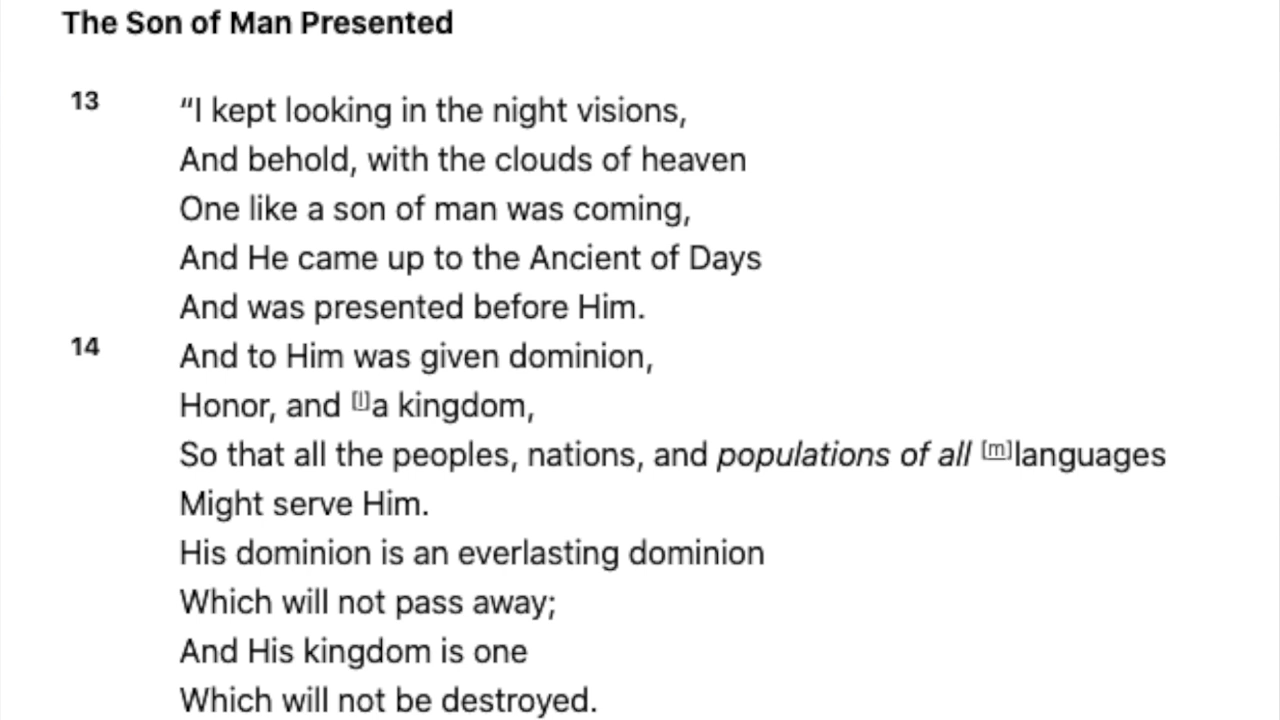 The Son of Man Presented
13 “I kept looking in the night visions,
And behold, with the clouds of heaven
One like a son of man was coming,
And He came up to the Ancient of Days
And was presented before Him.
14 And to Him was given dominion,
Honor, and [l]a kingdom,
So that all the peoples, nations, and populations of all [m]languages
Might serve Him.
His dominion is an everlasting dominion
Which will not pass away;
And His kingdom is one
Which will not be destroyed.